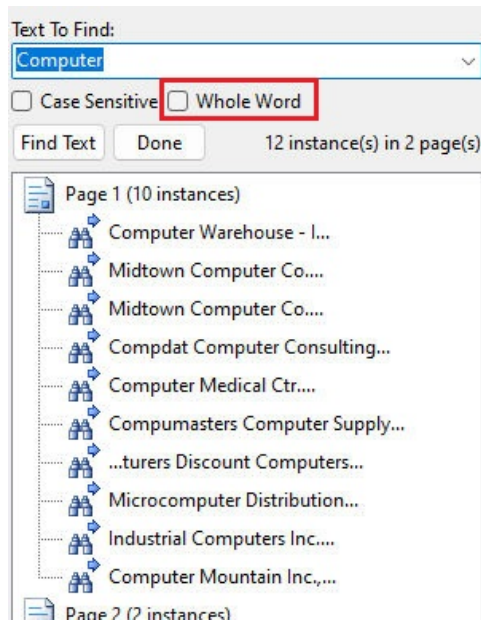 Text To Find:
Computer
Case Sensitive Whole Word
Find Text Done 12 instance(s) in 2 page(s)
Page 1 (10 instances)
Computer Warehouse - I...
Midtown Computer Co....
Midtown Computer Co....
Compdat Computer Consulting...
Computer Medical Ctr....
Compumasters Computer Supply...
...turers Discount Computers...
Microcomputer Distribution...
Industrial Computers Inc....
Computer Mountain Inc.,...
Page 2 (2 instances)